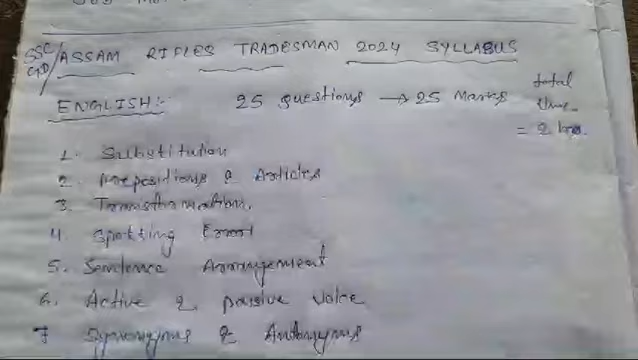 SSC GD/ASSAM RIFLES TRADESMAN 2024 SYLLABUS
ENGLISH:- 25 questions → 25 Marks total time = 2 hrs.
1. Substitution
2. Prepositions & Articles
3. Transformation.
4. Spotting Error
5. Sentence Arrangement
6. Active & passive voice
7 Synonyms & Antonyms